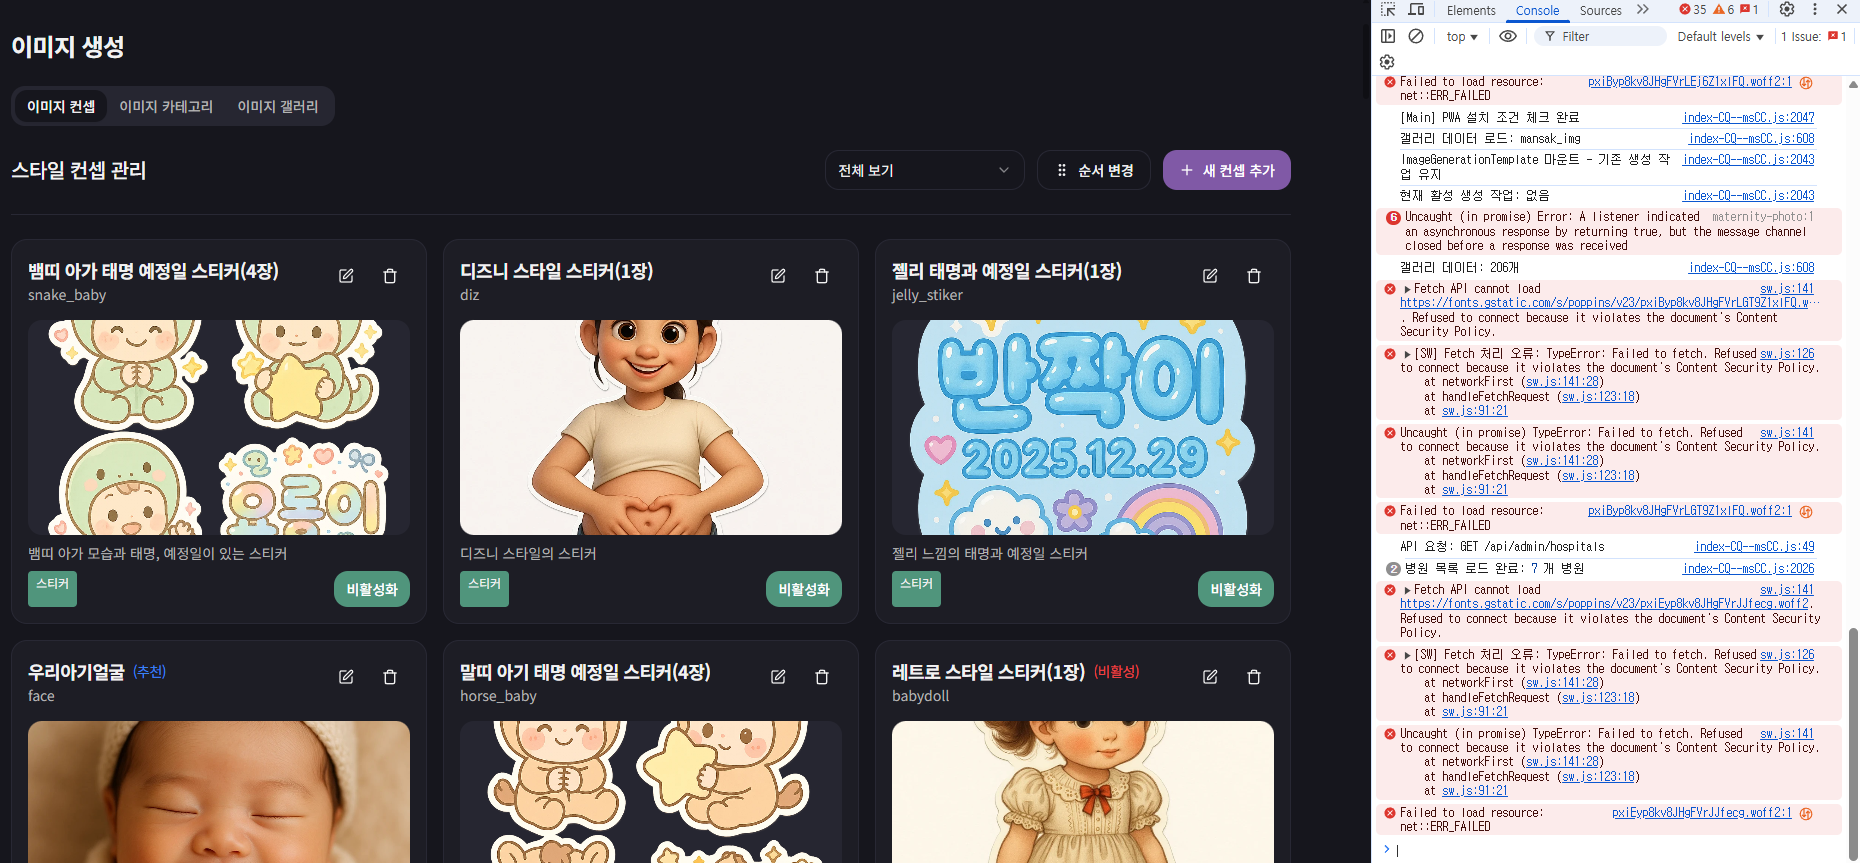 이미지 생성
이미지 컨셉 이미지 카테고리 이미지 갤러리
스타일 컨셉 관리
전체 보기
순서 변경
새 컨셉 추가
뱀띠 아가 태명 예정일 스티커(4장)
snake_baby
뱀띠 아가 모습과 태명, 예정일이 있는 스티커
스티커
비활성화
디즈니 스타일 스티커(1장)
diz
디즈니 스타일의 스티커
스티커
비활성화
젤리 태명과 예정일 스티커(1장)
jelly_stiker
반짝이
2025.12.29
젤리 느낌의 태명과 예정일 스티커
스티커
비활성화
우리아기얼굴 (추천)
face
말띠 아기 태명 예정일 스티커(4장)
horse_baby
레트로 스타일 스티커(1장) (비활성)
babydoll
Elements Console Sources 35 6 1
top Filter Default levels 1 Issue: 1
Failed to load resource: pxiByp8kv8JHgFVrLEj6Z1xlFQ.woff2:1
net::ERR_FAILED
[Main] PWA 설치 조건 체크 완료 index-CQ--msCC.js:2047
갤러리 데이터 로드: mansak_img index-CQ--msCC.js:608
ImageGenerationTemplate 마운트 - 기존 생성 작 index-CQ--msCC.js:2043
업 유지
현재 활성 생성 작업: 없음 index-CQ--msCC.js:2043
6 Uncaught (in promise) Error: A listener indicated maternity-photo:1
an asynchronous response by returning true, but the message channel
closed before a response was received
갤러리 데이터: 206개 index-CQ--msCC.js:608
Fetch API cannot load sw.js:141
https://fonts.gstatic.com/s/poppins/v23/pxiByp8kv8JHgFVrLGT9Z1xlFQ.w…
. Refused to connect because it violates the document's Content
Security Policy.
[SW] Fetch 처리 오류: TypeError: Failed to fetch. Refused sw.js:126
to connect because it violates the document's Content Security Policy.
at networkFirst (sw.js:141:28)
at handleFetchRequest (sw.js:123:18)
at sw.js:91:21
Uncaught (in promise) TypeError: Failed to fetch. Refused sw.js:141
to connect because it violates the document's Content Security Policy.
at networkFirst (sw.js:141:28)
at handleFetchRequest (sw.js:123:18)
at sw.js:91:21
Failed to load resource: pxiByp8kv8JHgFVrLGT9Z1xlFQ.woff2:1
net::ERR_FAILED
API 요청: GET /api/admin/hospitals index-CQ--msCC.js:49
2 병원 목록 로드 완료: 7 개 병원 index-CQ--msCC.js:2026
Fetch API cannot load sw.js:141
https://fonts.gstatic.com/s/poppins/v23/pxiEyp8kv8JHgFVrJJfecg.woff2.
Refused to connect because it violates the document's Content Security
Policy.
[SW] Fetch 처리 오류: TypeError: Failed to fetch. Refused sw.js:126
to connect because it violates the document's Content Security Policy.
at networkFirst (sw.js:141:28)
at handleFetchRequest (sw.js:123:18)
at sw.js:91:21
Uncaught (in promise) TypeError: Failed to fetch. Refused sw.js:141
to connect because it violates the document's Content Security Policy.
at networkFirst (sw.js:141:28)
at handleFetchRequest (sw.js:123:18)
at sw.js:91:21
Failed to load resource: pxiEyp8kv8JHgFVrJJfecg.woff2:1
net::ERR_FAILED